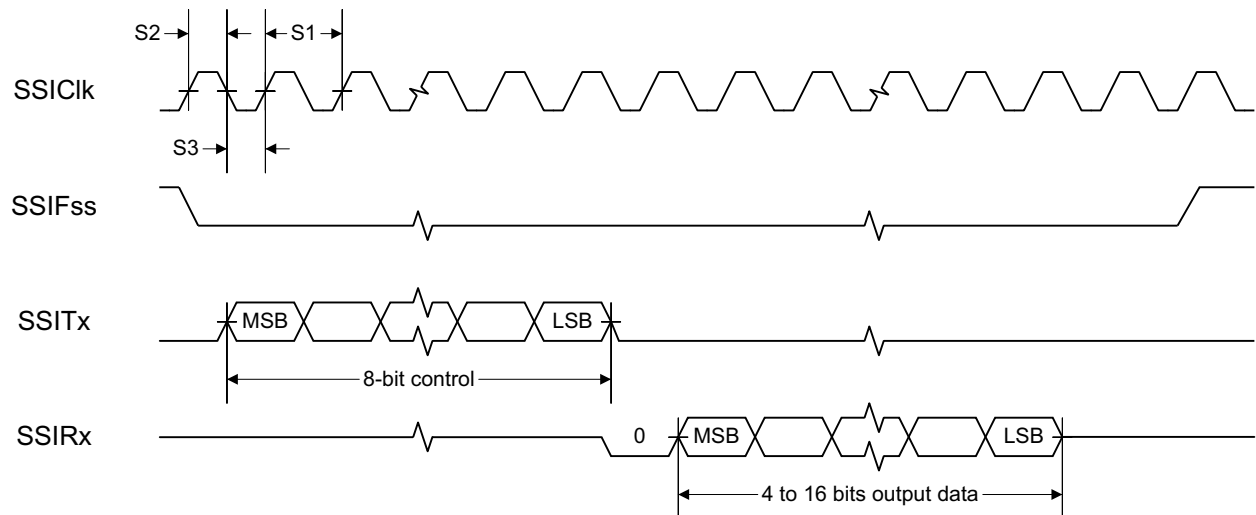 S2
S1
SSIClk
S3
SSIFss
SSITx
MSB
LSB
8-bit control
SSIRx
0
MSB
LSB
4 to 16 bits output data